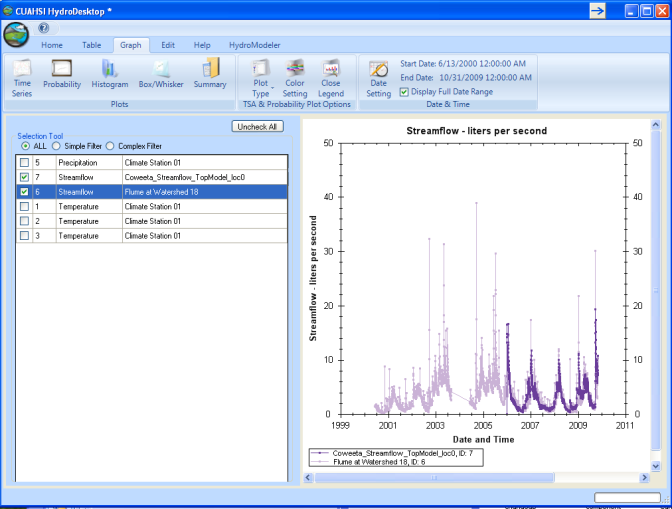 CUAHSI HydroDesktop *
Home Table Graph Edit Help HydroModeler
Time Series Probability Histogram Box/Whisker Summary
Plots
Plot Type Color Setting Close Legend
TSA & Probability Plot Options
Date Setting
Start Date: 6/13/2000 12:00:00 AM
End Date: 10/31/2009 12:00:00 AM
Display Full Date Range
Date & Time
Uncheck All
Selection Tool
ALL Simple Filter Complex Filter
5 Precipitation Climate Station 01
7 Streamflow Coweeta_Streamflow_TopModel_loc0
6 Streamflow Flume at Watershed 18
1 Temperature Climate Station 01
2 Temperature Climate Station 01
3 Temperature Climate Station 01
Streamflow - liters per second
50 50
40 40
30 30
20 20
10 10
0 0
Streamflow - liters per second
1999 2001 2003 2005 2007 2009 2011
Date and Time
Coweeta_Streamflow_TopModel_loc0, ID: 7
Flume at Watershed 18, ID: 6